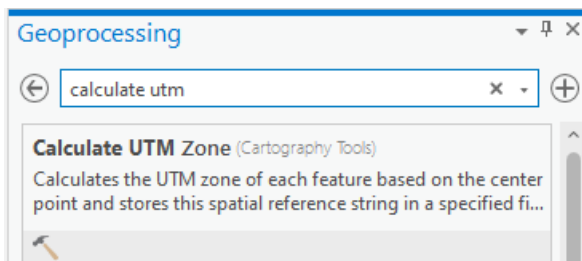 Geoprocessing
calculate utm
Calculate UTM Zone (Cartography Tools)
Calculates the UTM zone of each feature based on the center
point and stores this spatial reference string in a specified fi...